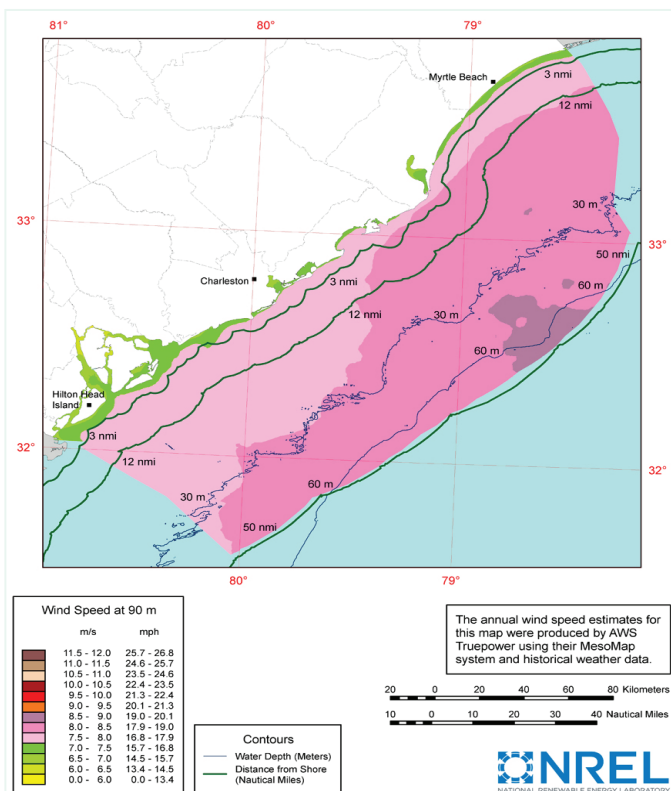 81° 80° 79°
Myrtle Beach
3 nmi
12 nmi
30 m
33° 33°
50 nmi
Charleston
3 nmi
60 m
12 nmi
30 m
60 m
Hilton Head
Island
3 nmi
32° 32°
12 nmi
60 m
30 m
50 nmi
80° 79°
Wind Speed at 90 m
m/s mph
11.5 - 12.0 25.7 - 26.8
11.0 - 11.5 24.6 - 25.7
10.5 - 11.0 23.5 - 24.6
10.0 - 10.5 22.4 - 23.5
9.5 - 10.0 21.3 - 22.4
9.0 - 9.5 20.1 - 21.3
8.5 - 9.0 19.0 - 20.1
8.0 - 8.5 17.9 - 19.0
7.5 - 8.0 16.8 - 17.9
7.0 - 7.5 15.7 - 16.8
6.5 - 7.0 14.5 - 15.7
6.0 - 6.5 13.4 - 14.5
0.0 - 6.0 0.0 - 13.4
Contours
Water Depth (Meters)
Distance from Shore
(Nautical Miles)
The annual wind speed estimates for
this map were produced by AWS
Truepower using their MesoMap
system and historical weather data.
20 0 20 40 60 80 Kilometers
10 0 10 20 30 40 Nautical Miles
NREL
NATIONAL RENEWABLE ENERGY LABORATORY